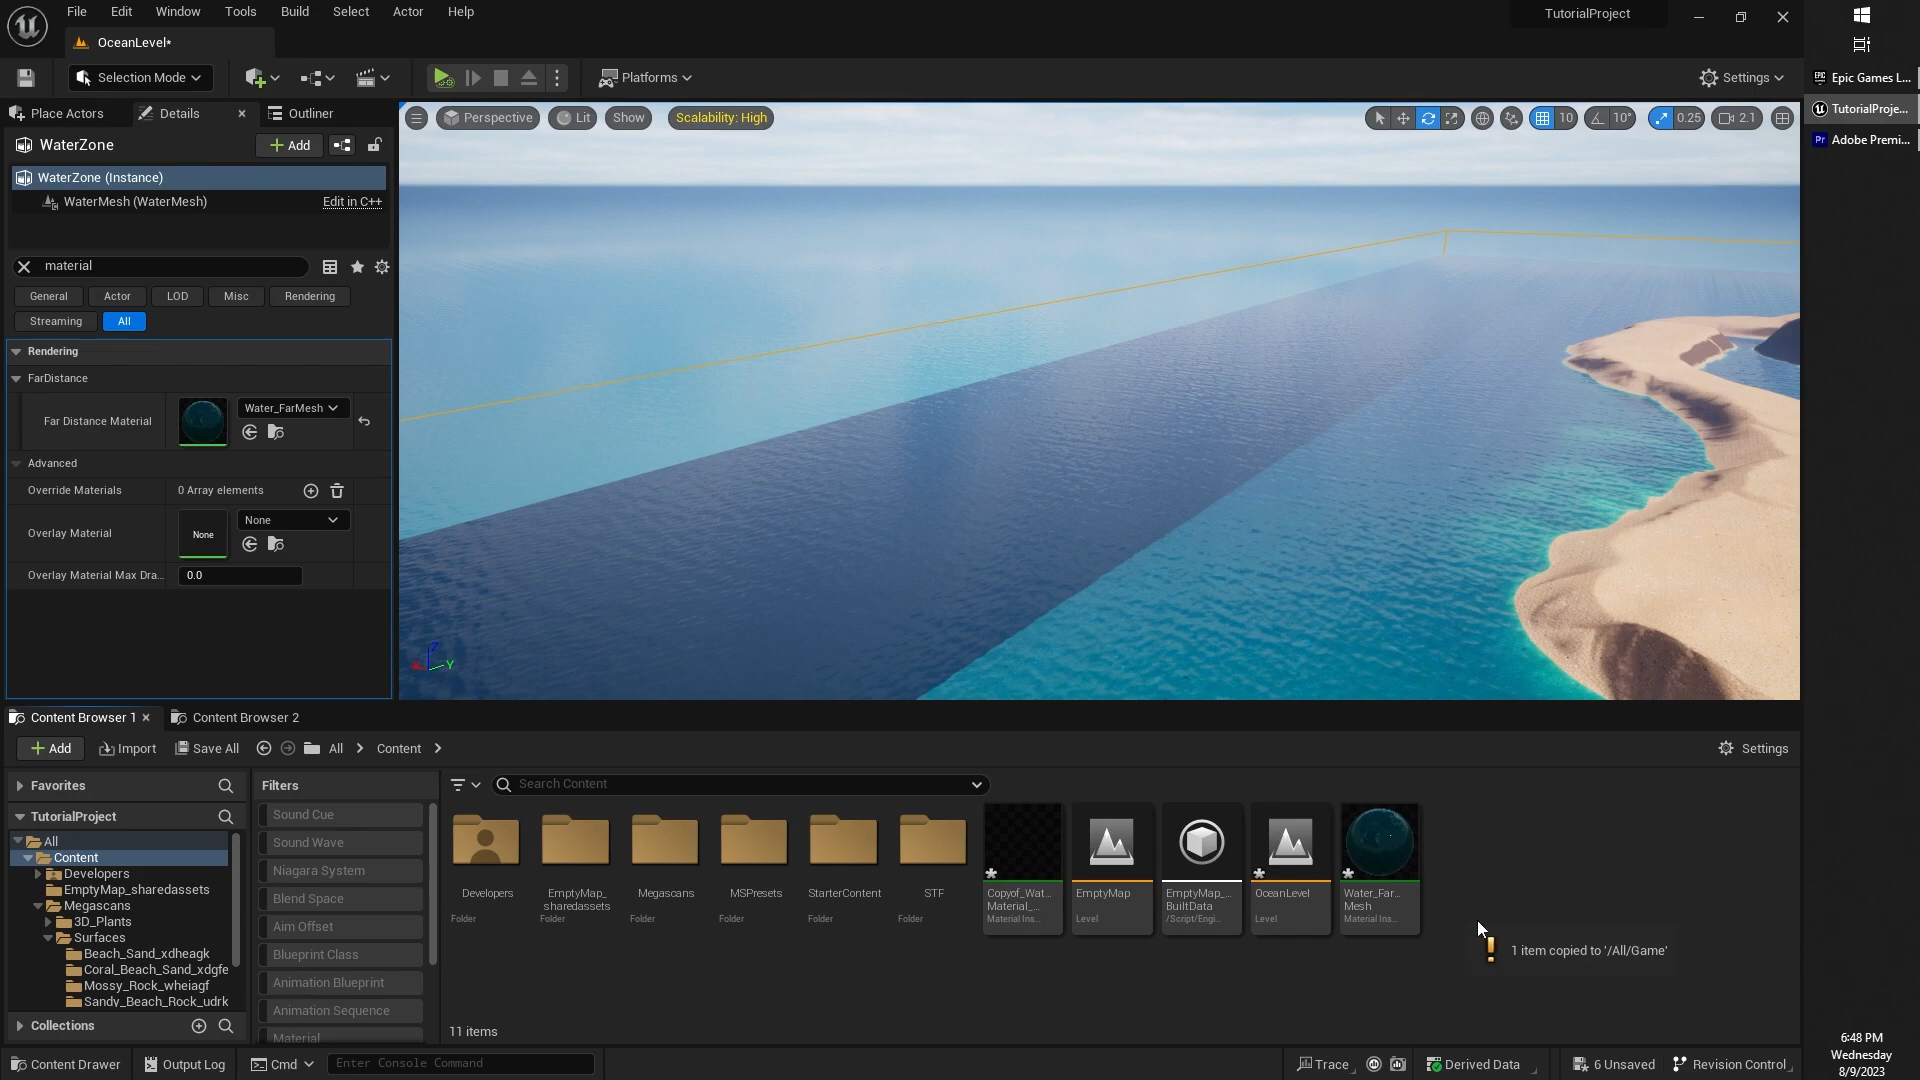 File Edit Window Tools Build Select Actor Help
TutorialProject
OceanLevel*
Selection Mode
Platforms
Settings
Epic Games L...
TutorialProje...
Pr Adobe Premi...
Place Actors
Details
Outliner
WaterZone
Add
WaterZone (Instance)
WaterMesh (WaterMesh)
Edit in C++
material
General
Actor
LOD
Misc
Rendering
Streaming
All
Rendering
FarDistance
Far Distance Material
Water_FarMesh
Advanced
Override Materials
0 Array elements
Overlay Material
None
None
Overlay Material Max Dra...
0.0
Perspective
Lit
Show
Scalability: High
10
10°
0.25
2.1
X
Z
Y
Content Browser 1
Content Browser 2
Add
Import
Save All
All
Content
Settings
Favorites
TutorialProject
All
Content
Developers
EmptyMap_sharedassets
Megascans
3D_Plants
Surfaces
Beach_Sand_xdheagk
Coral_Beach_Sand_xdgfe
Mossy_Rock_wheiagf
Sandy_Beach_Rock_udrk
Collections
Filters
Sound Cue
Sound Wave
Niagara System
Blend Space
Aim Offset
Blueprint Class
Animation Blueprint
Animation Sequence
Material
Search Content
Developers
Folder
EmptyMap_
sharedassets
Folder
Megascans
Folder
MSPresets
Folder
StarterContent
Folder
STF
Folder
Copyof_Wat...
Material_...
Material Ins...
EmptyMap
Level
EmptyMap_...
BuiltData
/Script/Engi...
OceanLevel
Level
Water_Far...
Mesh
Material Ins...
1 item copied to '/All/Game'
11 items
Content Drawer
Output Log
Cmd
Enter Console Command
Trace
Derived Data
6 Unsaved
Revision Control
6:48 PM
Wednesday
8/9/2023